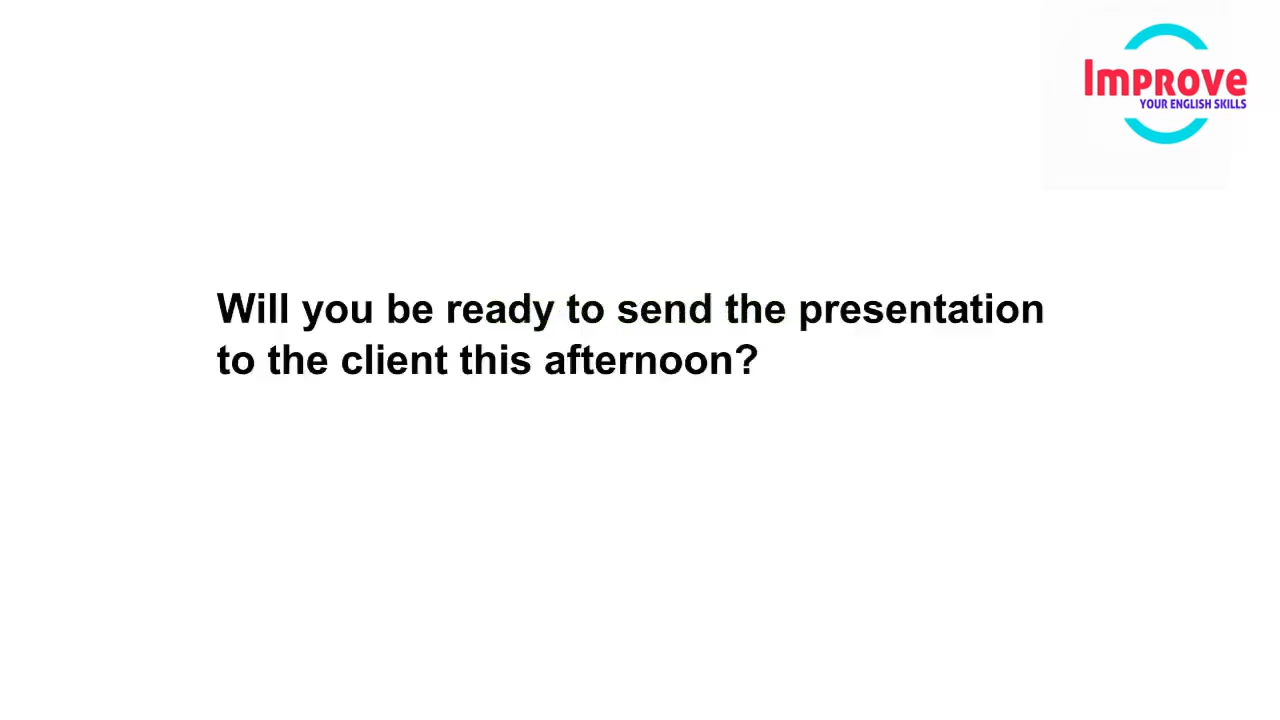 Improve
YOUR ENGLISH SKILLS
Will you be ready to send the presentation
to the client this afternoon?